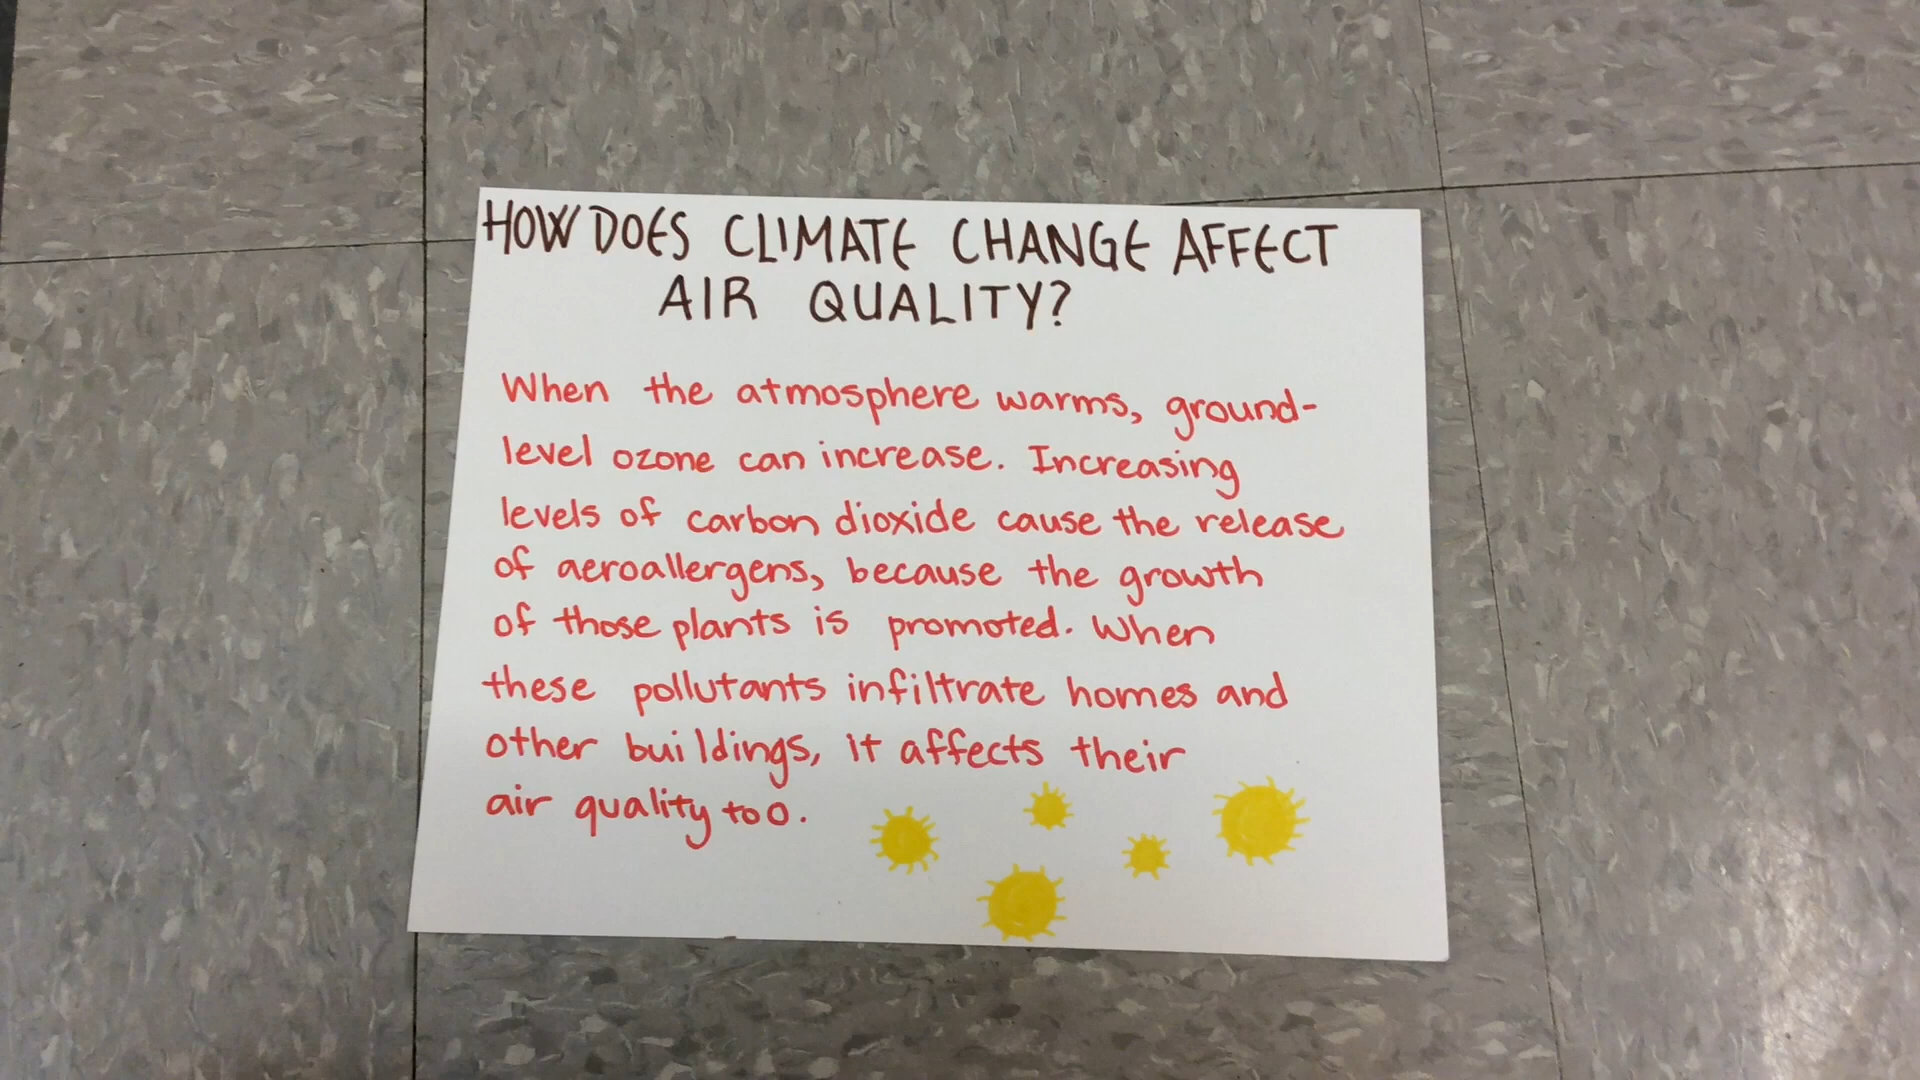 HOW DOES CLIMATE CHANGE AFFECT
AIR QUALITY?
When the atmosphere warms, ground-
level ozone can increase. Increasing
levels of carbon dioxide cause the release
of aeroallergens, because the growth
of those plants is promoted. When
these pollutants infiltrate homes and
other buildings, it affects their
air quality too.